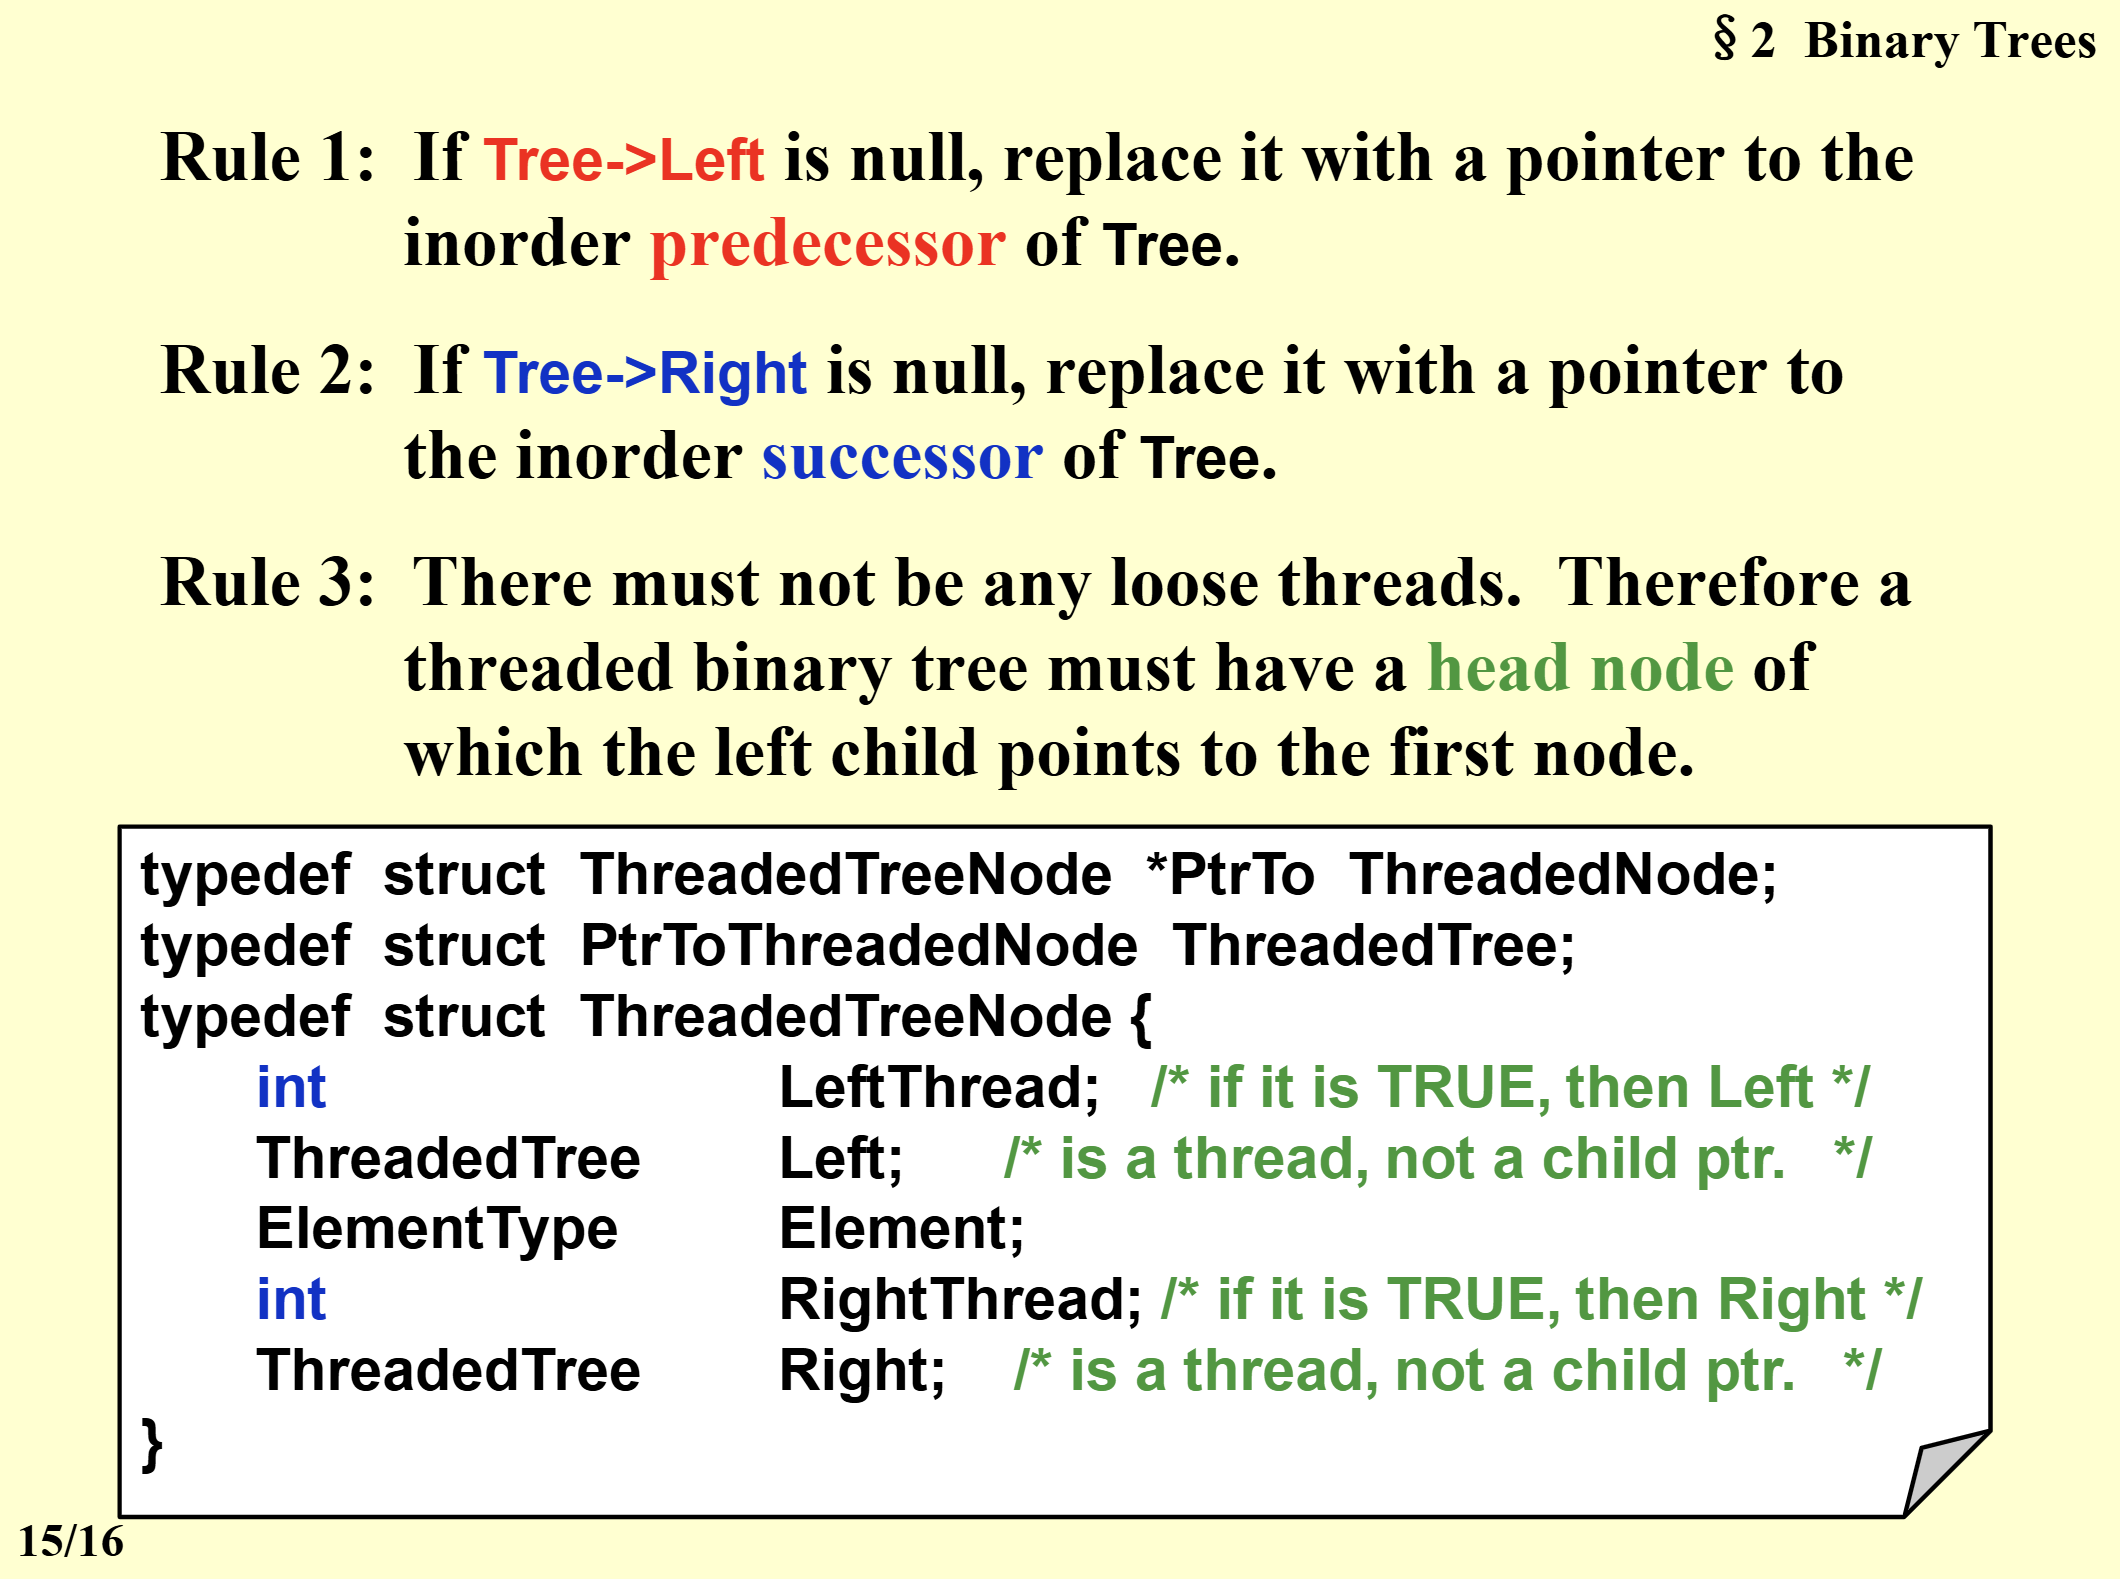 §2 Binary Trees
Rule 1: If Tree->Left is null, replace it with a pointer to the
inorder predecessor of Tree.
Rule 2: If Tree->Right is null, replace it with a pointer to
the inorder successor of Tree.
Rule 3: There must not be any loose threads. Therefore a
threaded binary tree must have a head node of
which the left child points to the first node.
typedef struct ThreadedTreeNode *PtrTo ThreadedNode;
typedef struct PtrToThreadedNode ThreadedTree;
typedef struct ThreadedTreeNode {
int LeftThread; /* if it is TRUE, then Left */
ThreadedTree Left; /* is a thread, not a child ptr. */
ElementType Element;
int RightThread; /* if it is TRUE, then Right */
ThreadedTree Right; /* is a thread, not a child ptr. */
}
15/16